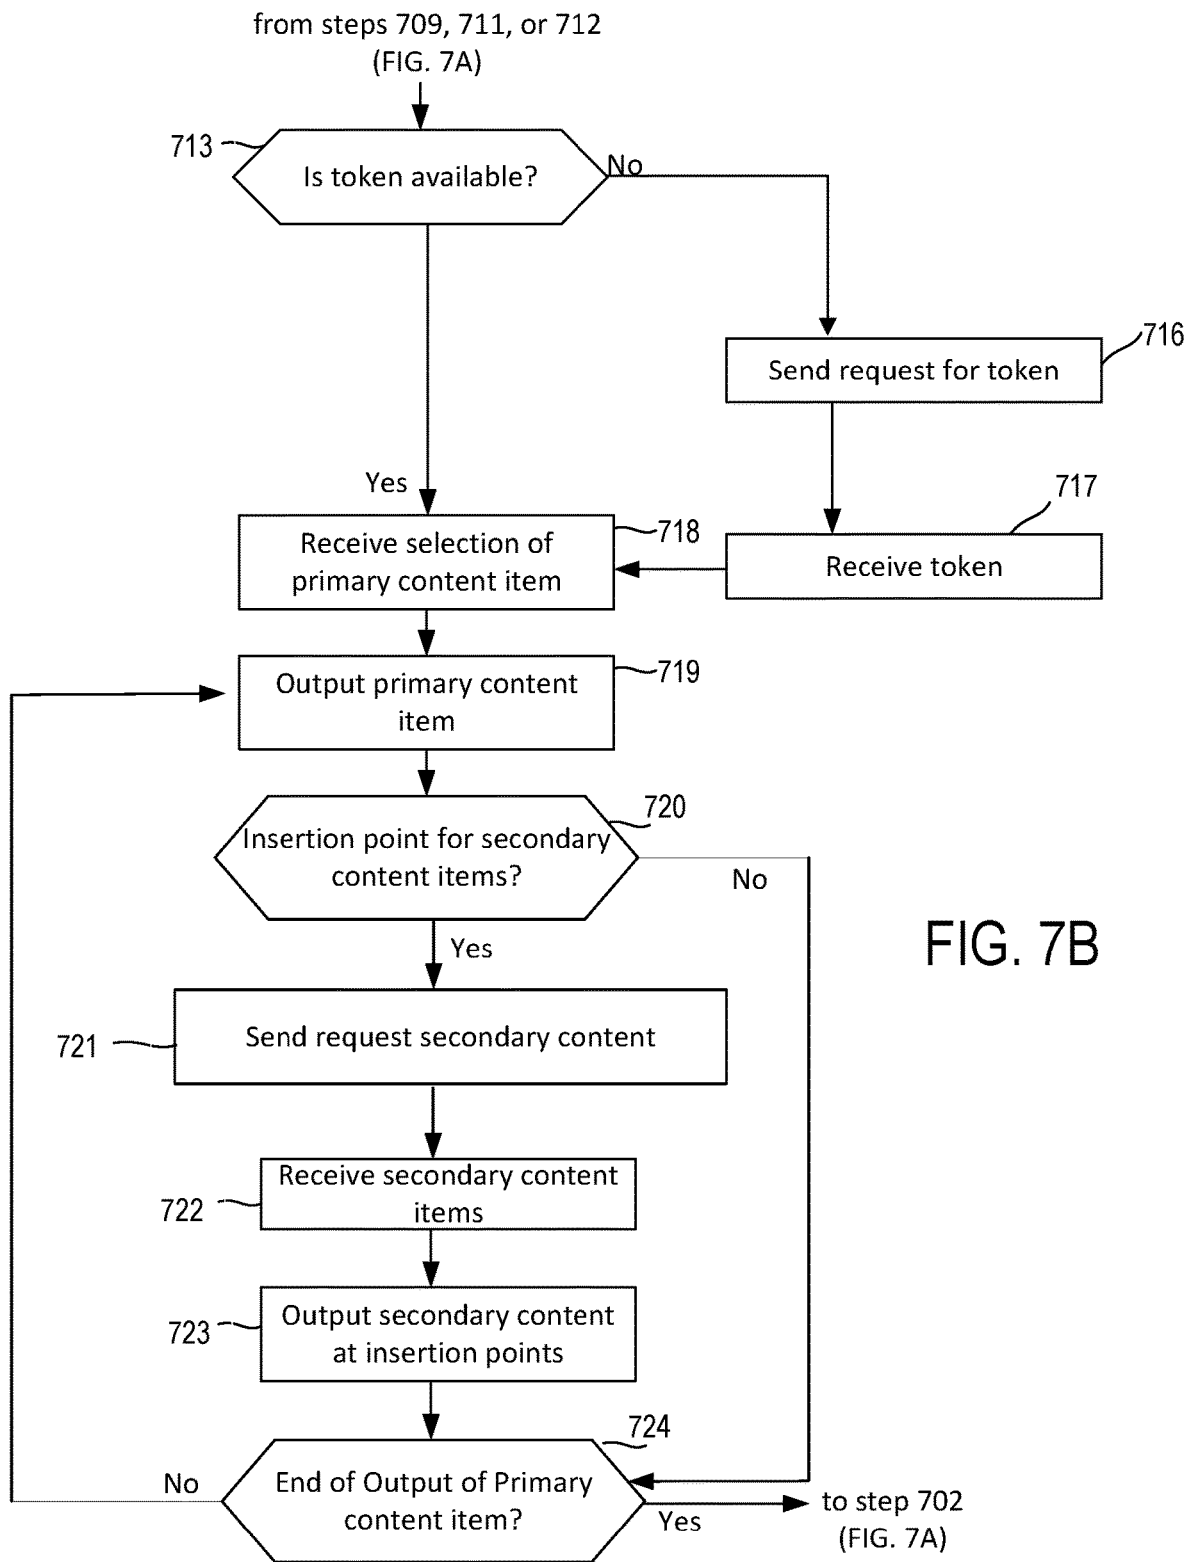 from steps 709, 711, or 712
(FIG. 7A)
713
Is token available?
No
716
Send request for token
717
Yes
718
Receive selection of
primary content item
Receive token
719
Output primary content
item
720
Insertion point for secondary
content items?
No
Yes
FIG. 7B
721
Send request secondary content
722
Receive secondary content
items
723
Output secondary content
at insertion points
724
No
End of Output of Primary
content item?
Yes
to step 702
(FIG. 7A)